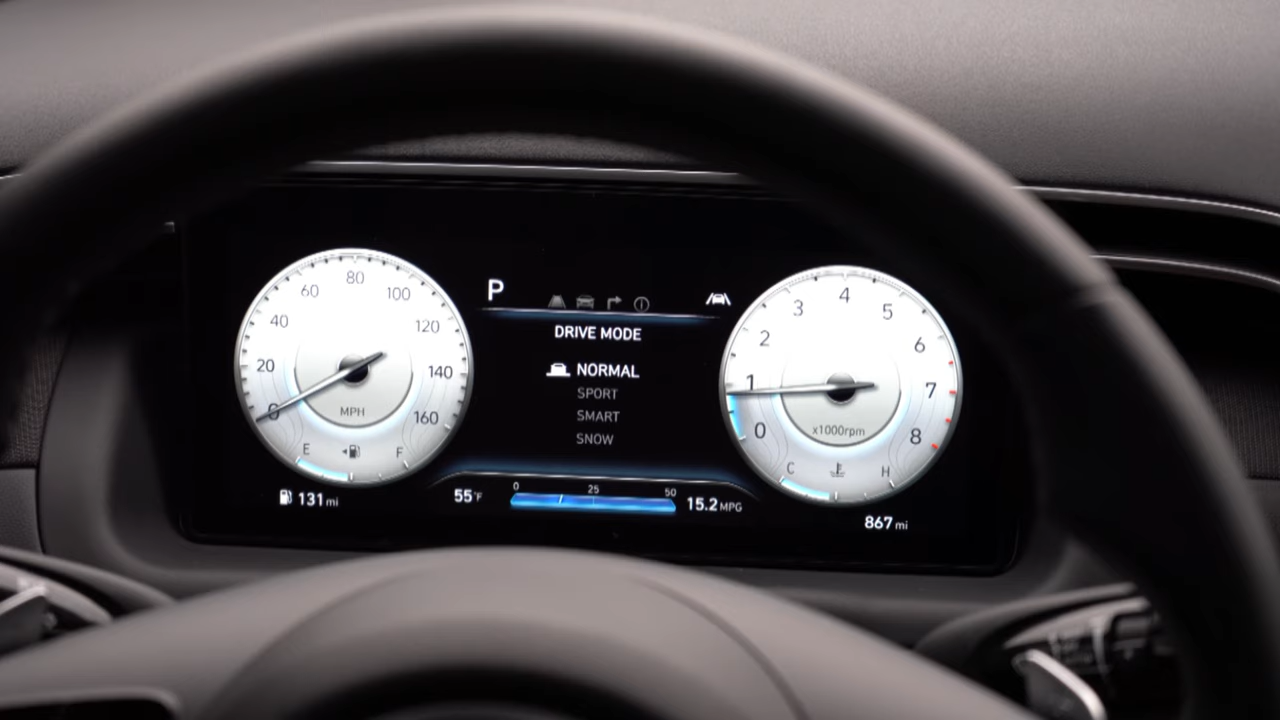 P
DRIVE MODE
NORMAL
SPORT
SMART
SNOW
0 20 40 60 80 100 120 140 160
MPH
E F
131 mi
55°F
0 25 50
15.2 MPG
0 1 2 3 4 5 6 7 8
x1000rpm
C H
867 mi